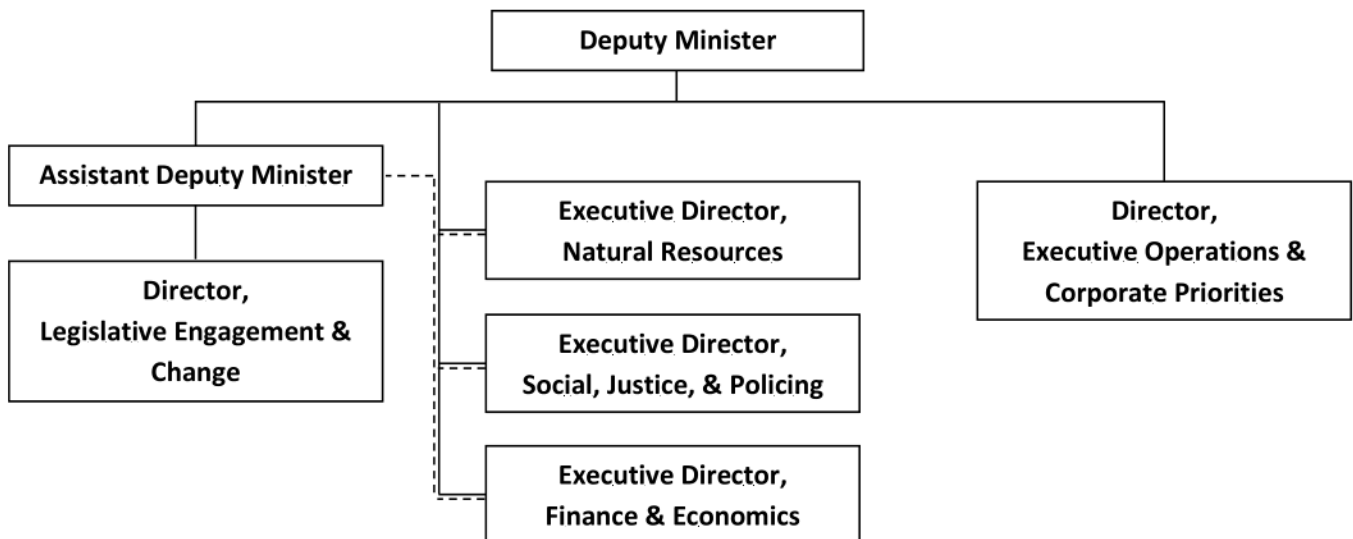 Deputy Minister
Assistant Deputy Minister
Director,
Legislative Engagement &
Change
Executive Director,
Natural Resources
Executive Director,
Social, Justice, & Policing
Executive Director,
Finance & Economics
Director,
Executive Operations &
Corporate Priorities